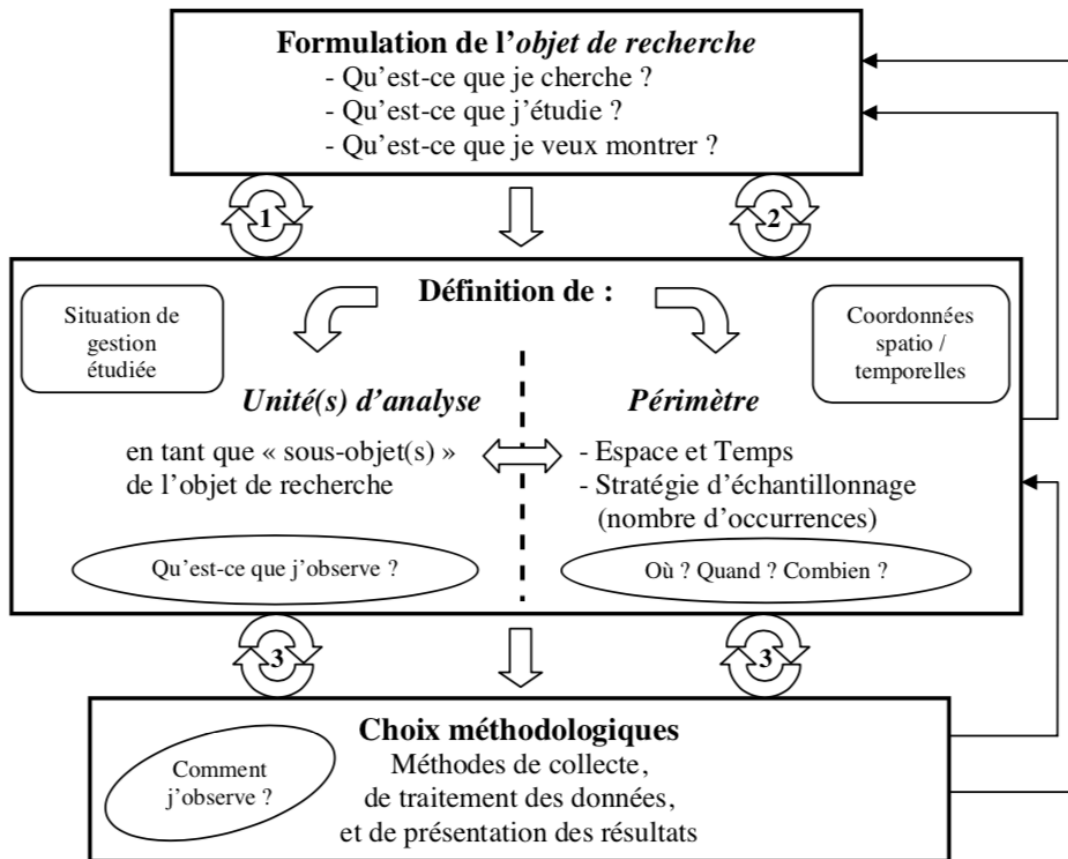 Formulation de l'objet de recherche
- Qu'est-ce que je cherche ?
- Qu'est-ce que j'étudie ?
- Qu'est-ce que je veux montrer ?
1
2
Définition de :
Situation de
gestion
étudiée
Coordonnées
spatio /
temporelles
Unité(s) d'analyse
en tant que « sous-objet(s) »
de l'objet de recherche
Qu'est-ce que j'observe ?
Périmètre
- Espace et Temps
- Stratégie d'échantillonnage
(nombre d'occurrences)
Où ? Quand ? Combien ?
3
3
Choix méthodologiques
Méthodes de collecte,
de traitement des données,
et de présentation des résultats
Comment
j'observe ?